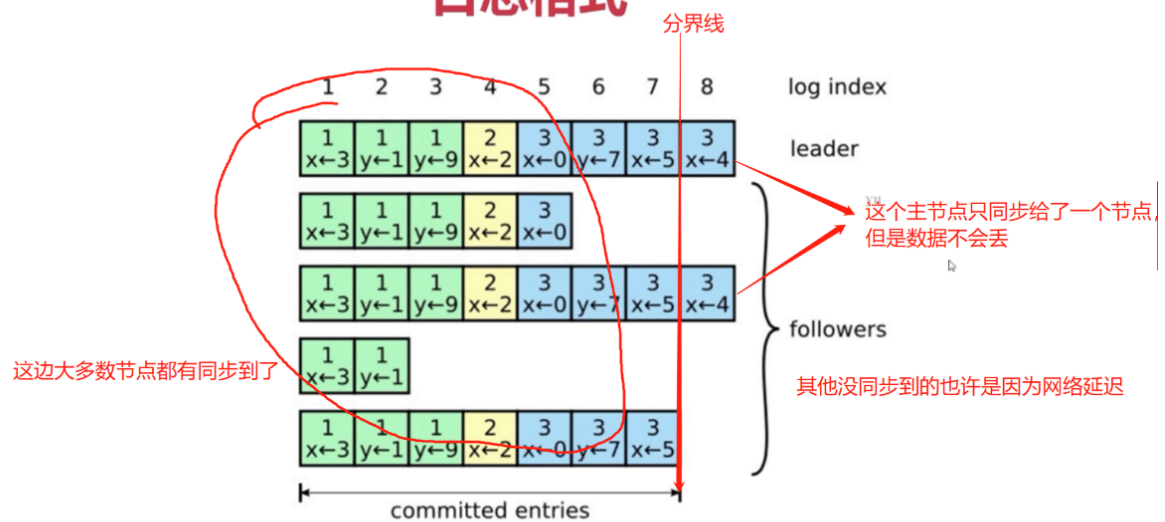 日志格式
分界线
1 2 3 4 5 6 7 8 log index
1 1 1 2 3 3 3 3
x←3 y←1 y←9 x←2 x←0 y←7 x←5 x←4
leader
1 1 1 2 3
x←3 y←1 y←9 x←2 x←0
这个主节点只同步给了一个节点,
但是数据不会丢
1 1 1 2 3 3 3 3
x←3 y←1 y←9 x←2 x←0 y←7 x←5 x←4
followers
1 1
x←3 y←1
这边大多数节点都有同步到了
其他没同步到的也许是因为网络延迟
1 1 1 2 3 3 3
x←3 y←1 y←9 x←2 x←0 y←7 x←5
committed entries